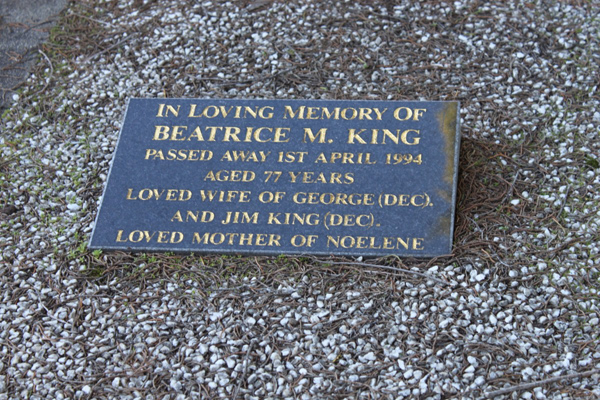 IN LOVING MEMORY OF
BEATRICE M. KING
PASSED AWAY 1ST APRIL 1994
AGED 77 YEARS
LOVED WIFE OF GEORGE (DEC).
AND JIM KING (DEC).
LOVED MOTHER OF NOELENE